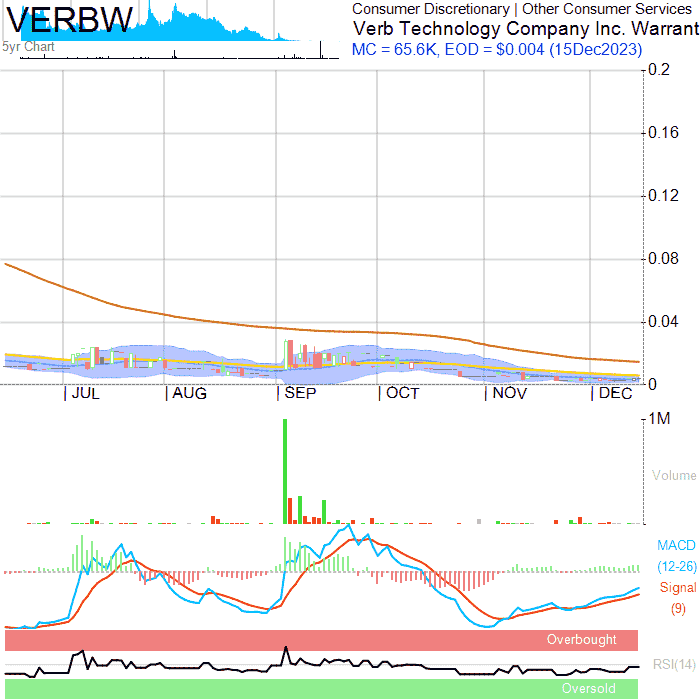 VERBW
5yr Chart
Consumer Discretionary | Other Consumer Services
Verb Technology Company Inc. Warrant
MC = 65.6K, EOD = $0.004 (15Dec2023)
0.2
0.16
0.12
0.08
0.04
0
JUL AUG SEP OCT NOV DEC
1M
Volume
MACD
(12-26)
Signal
(9)
Overbought
RSI(14)
Oversold